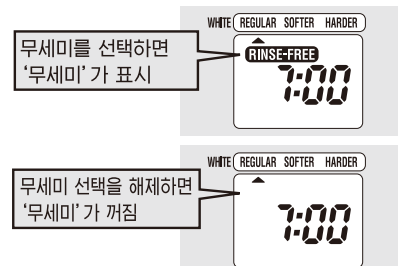 WHITE REGULAR SOFTER HARDER
무세미를 선택하면
‘무세미’가 표시
RINSE-FREE
7:00
WHITE REGULAR SOFTER HARDER
무세미 선택을 해제하면
‘무세미’가 꺼짐
7:00